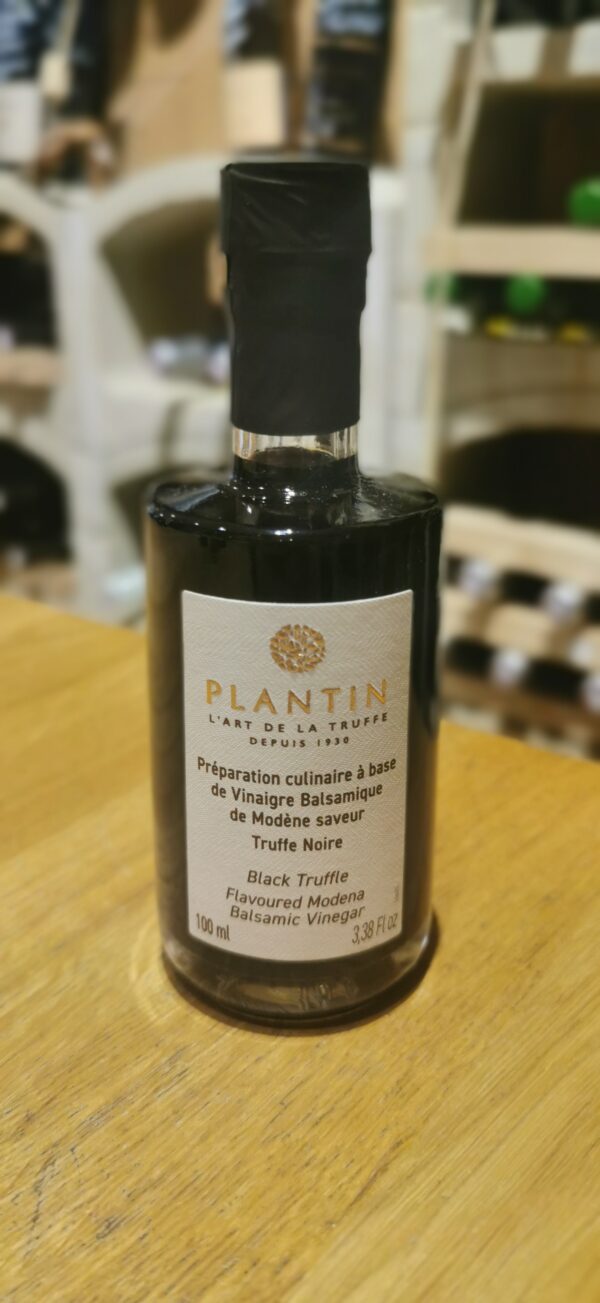 PLANTIN
L'ART DE LA TRUFFE
DEPUIS 1930
Préparation culinaire à base
de Vinaigre Balsamique
de Modène saveur
Truffe Noire
Black Truffle
Flavoured Modena
Balsamic Vinegar
100 ml
3,38 Fl oz